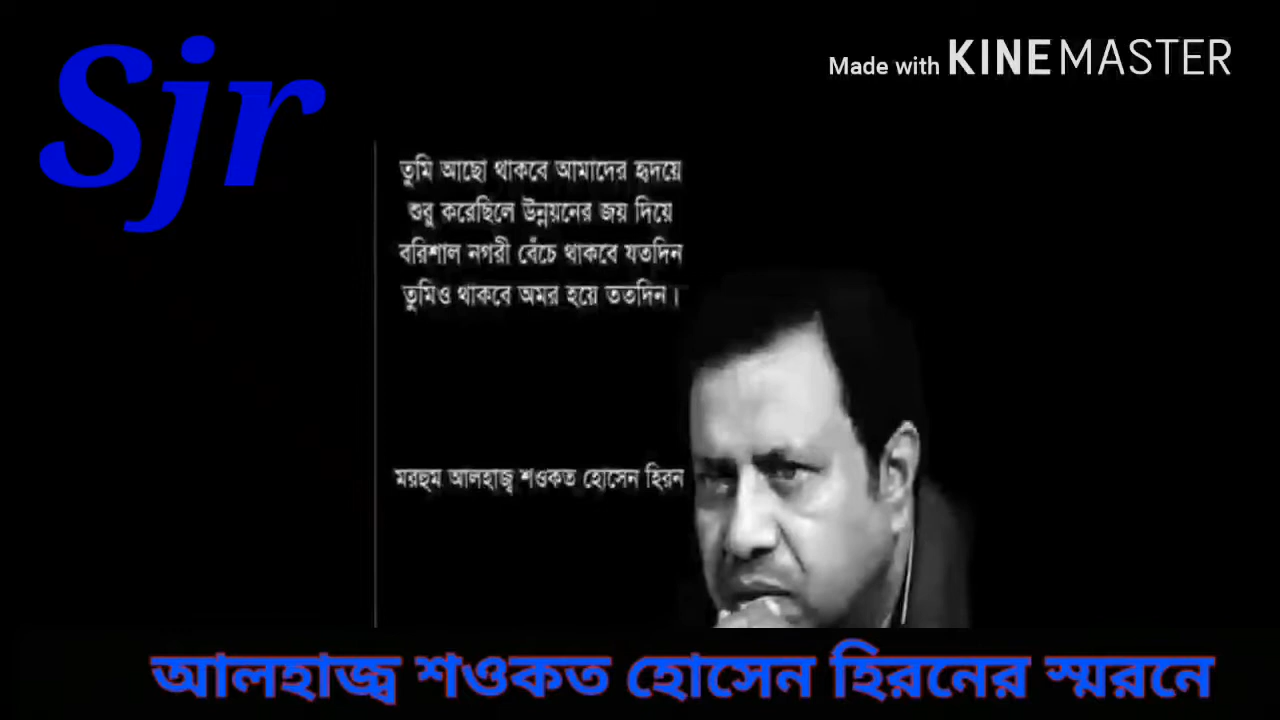 Sjr
Made with KINEMASTER
তুমি আছো থাকবে আমাদের হৃদয়ে
শুরু করেছিলে উন্নয়নের জয় দিয়ে
বরিশাল নগরী বেঁচে থাকবে যতদিন
তুমিও থাকবে অমর হয়ে ততদিন।
মরহুম আলহাজ্ব শওকত হোসেন হিরন
আলহাজ্ব শওকত হোসেন হিরনের স্মরনে